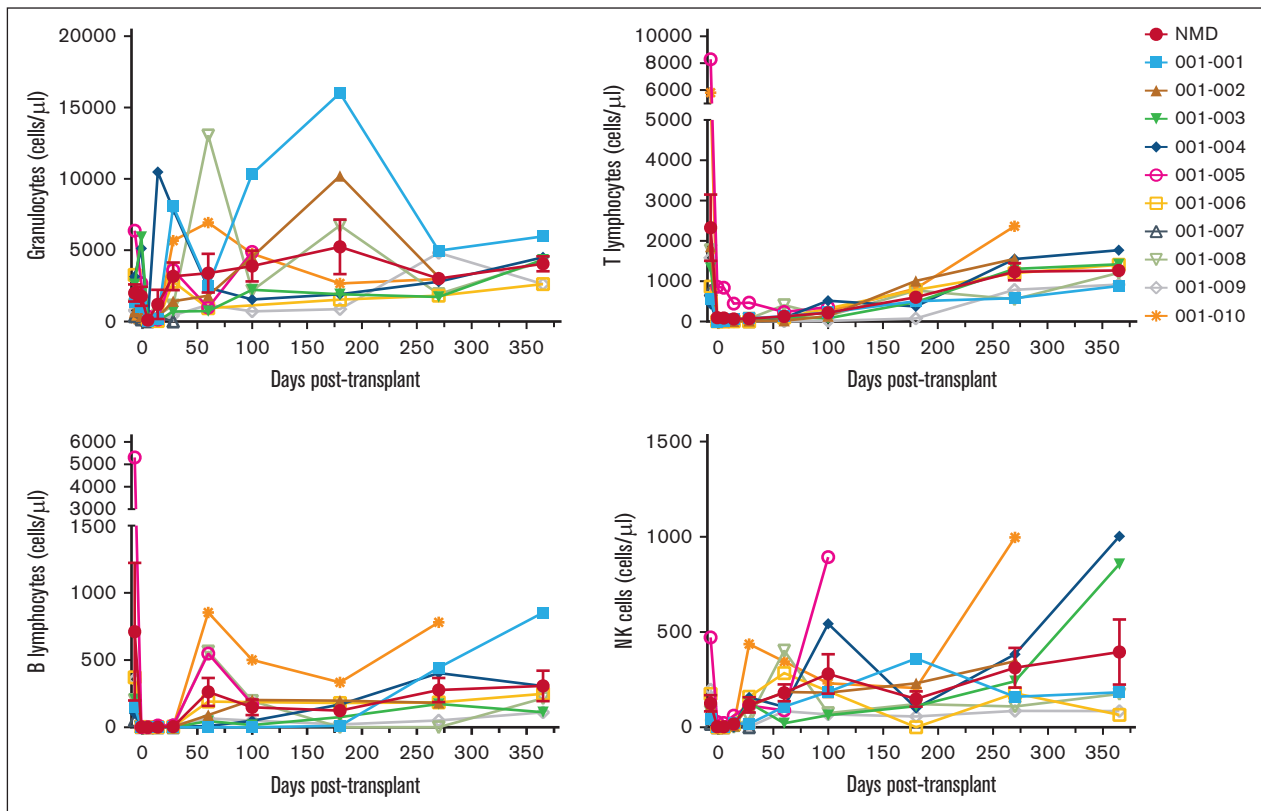 20000
15000
10000
5000
0
Granulocytes (cells/µl)
0 50 100 150 200 250 300 350
Days post-transplant
10000
8000
6000
5000
4000
3000
2000
1000
0
T lymphocytes (cells/µl)
0 50 100 150 200 250 300 350
Days post-transplant
NMD
001-001
001-002
001-003
001-004
001-005
001-006
001-007
001-008
001-009
001-010
6000
5000
4000
3000
1500
1000
500
0
B lymphocytes (cells/µl)
0 50 100 150 200 250 300 350
Days post-transplant
1500
1000
500
0
NK cells (cells/µl)
0 50 100 150 200 250 300 350
Days post-transplant